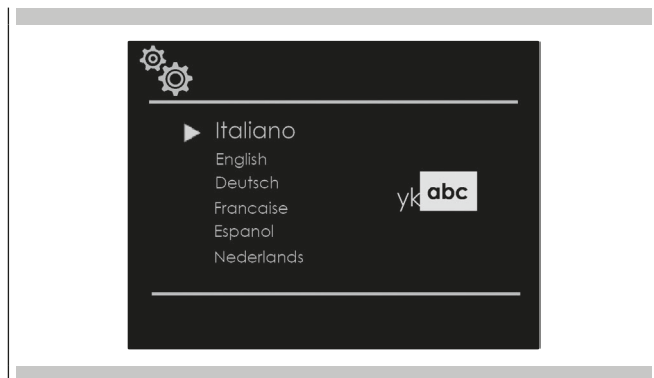 Italiano
English
Deutsch
Francaise
Espanol
Nederlands
yk abc